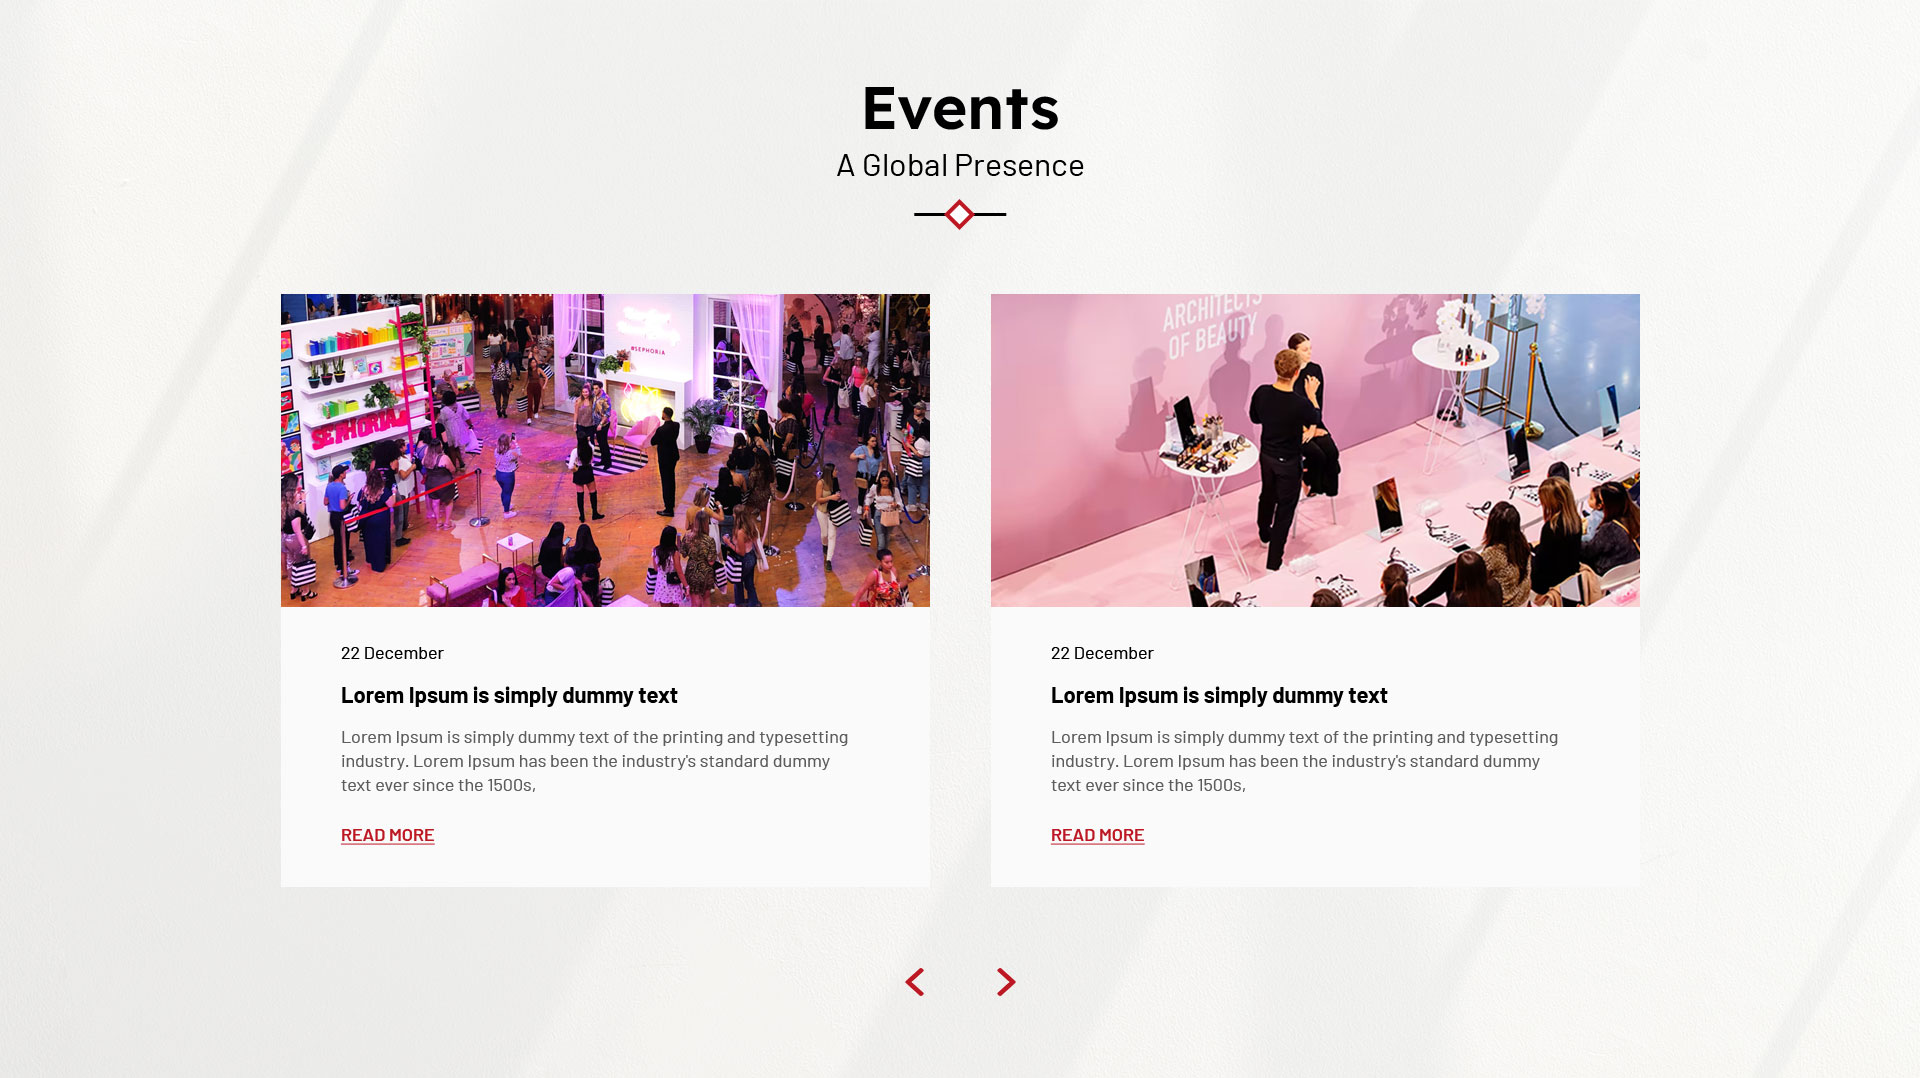 Events
A Global Presence
#SEPHORIA
SEPHORIA
22 December
Lorem Ipsum is simply dummy text
Lorem Ipsum is simply dummy text of the printing and typesetting
industry. Lorem Ipsum has been the industry's standard dummy
text ever since the 1500s,
READ MORE
ARCHITECTS
OF BEAUTY
22 December
Lorem Ipsum is simply dummy text
Lorem Ipsum is simply dummy text of the printing and typesetting
industry. Lorem Ipsum has been the industry's standard dummy
text ever since the 1500s,
READ MORE